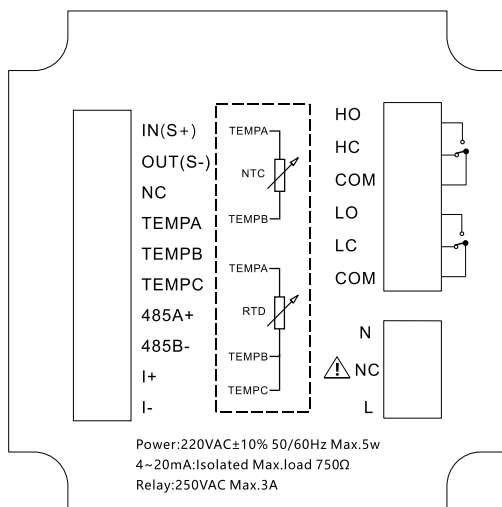 IN(S+)
OUT(S-)
NC
TEMPA
TEMPB
TEMPC
485A+
485B-
I+
I-
TEMPA
NTC
TEMPB
TEMPA
RTD
TEMPB
TEMPC
HO
HC
COM
LO
LC
COM
N
NC
L
Power:220VAC±10% 50/60Hz Max.5w
4~20mA:Isolated Max.load 750Ω
Relay:250VAC Max.3A